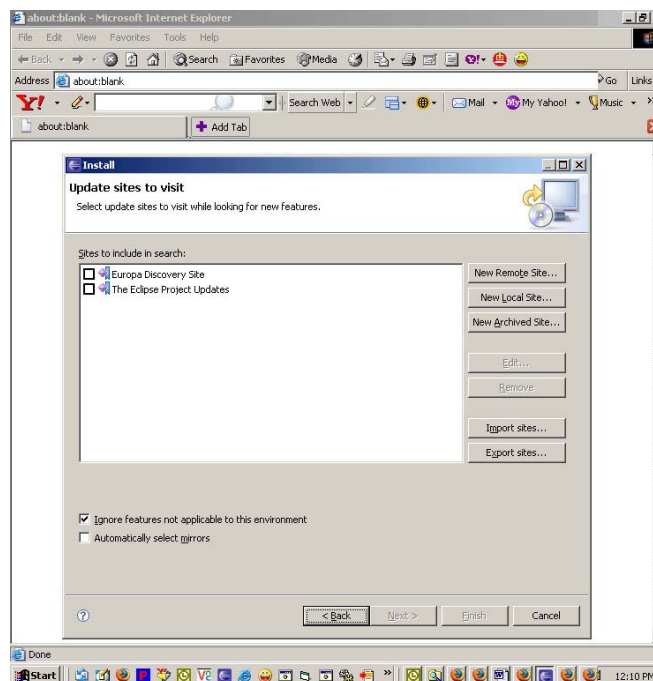 about:blank - Microsoft Internet Explorer
File Edit View Favorites Tools Help
Back Search Favorites Media
Address about:blank Go Links
Y! Search Web Mail My Yahoo! Music
about:blank Add Tab
Install
Update sites to visit
Select update sites to visit while looking for new features.
Sites to include in search:
Europa Discovery Site
The Eclipse Project Updates
New Remote Site...
New Local Site...
New Archived Site...
Edit...
Remove
Import sites...
Export sites...
Ignore features not applicable to this environment
Automatically select mirrors
? < Back Next > Finish Cancel
Done
Start 12:10 PM